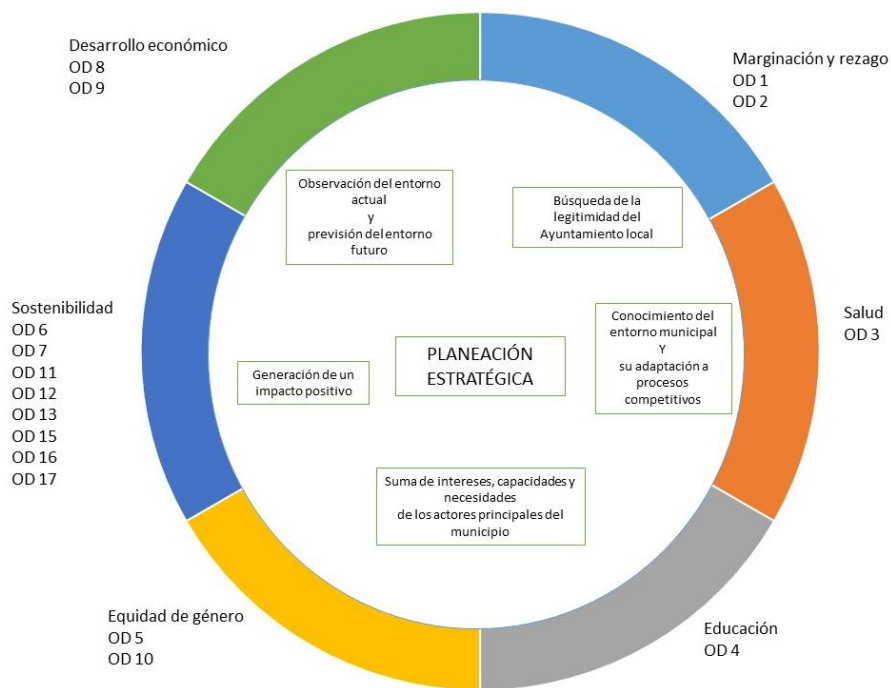 Desarrollo económico
OD 8
OD 9
Marginación y rezago
OD 1
OD 2
Observación del entorno
actual
y
previsión del entorno
futuro
Búsqueda de la
legitimidad del
Ayuntamiento local
Sostenibilidad
OD 6
OD 7
OD 11
OD 12
OD 13
OD 15
OD 16
OD 17
Generación de un
impacto positivo
PLANEACIÓN
ESTRATÉGICA
Conocimiento del
entorno municipal
Y
su adaptación a
procesos
competitivos
Salud
OD 3
Suma de intereses, capacidades y
necesidades
de los actores principales del
municipio
Equidad de género
OD 5
OD 10
Educación
OD 4